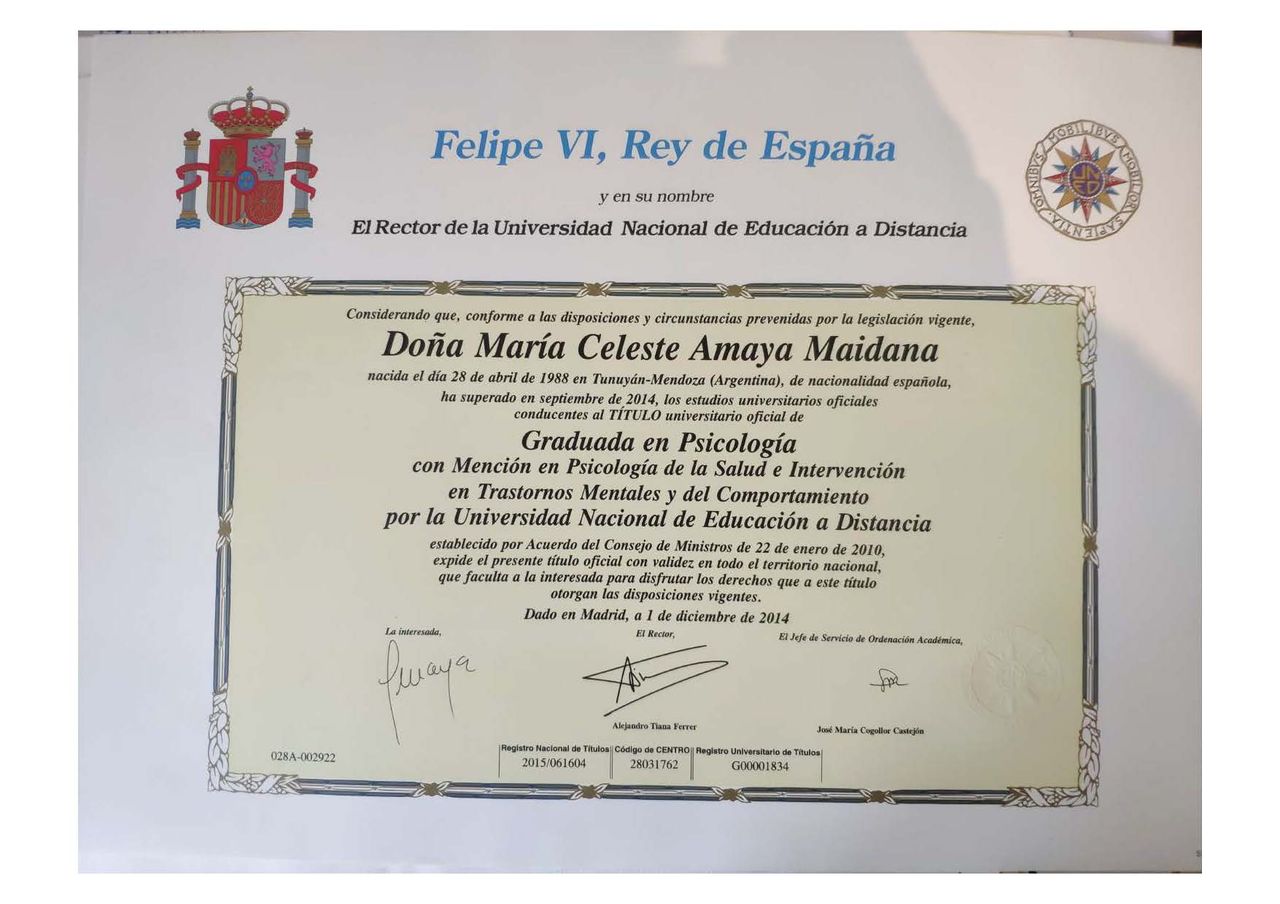 Felipe VI, Rey de España
y en su nombre
El Rector de la Universidad Nacional de Educación a Distancia
OMNIBVS MOBILIBVS MOBILIOR SAPIENTIA
UNED
Considerando que, conforme a las disposiciones y circunstancias prevenidas por la legislación vigente,
Doña María Celeste Amaya Maidana
nacida el día 28 de abril de 1988 en Tunuyán-Mendoza (Argentina), de nacionalidad española,
ha superado en septiembre de 2014, los estudios universitarios oficiales
conducentes al TÍTULO universitario oficial de
Graduada en Psicología
con Mención en Psicología de la Salud e Intervención
en Trastornos Mentales y del Comportamiento
por la Universidad Nacional de Educación a Distancia
establecido por Acuerdo del Consejo de Ministros de 22 de enero de 2010,
expide el presente título oficial con validez en todo el territorio nacional,
que faculta a la interesada para disfrutar los derechos que a este título
otorgan las disposiciones vigentes.
Dado en Madrid, a 1 de diciembre de 2014
La interesada,
El Rector,
El Jefe de Servicio de Ordenación Académica,
Amaya
Alejandro Tiana Ferrer
José María Cogollor Castejón
028A-002922
Registro Nacional de Títulos
2015/061604
Código de CENTRO
28031762
Registro Universitario de Títulos
G00001834